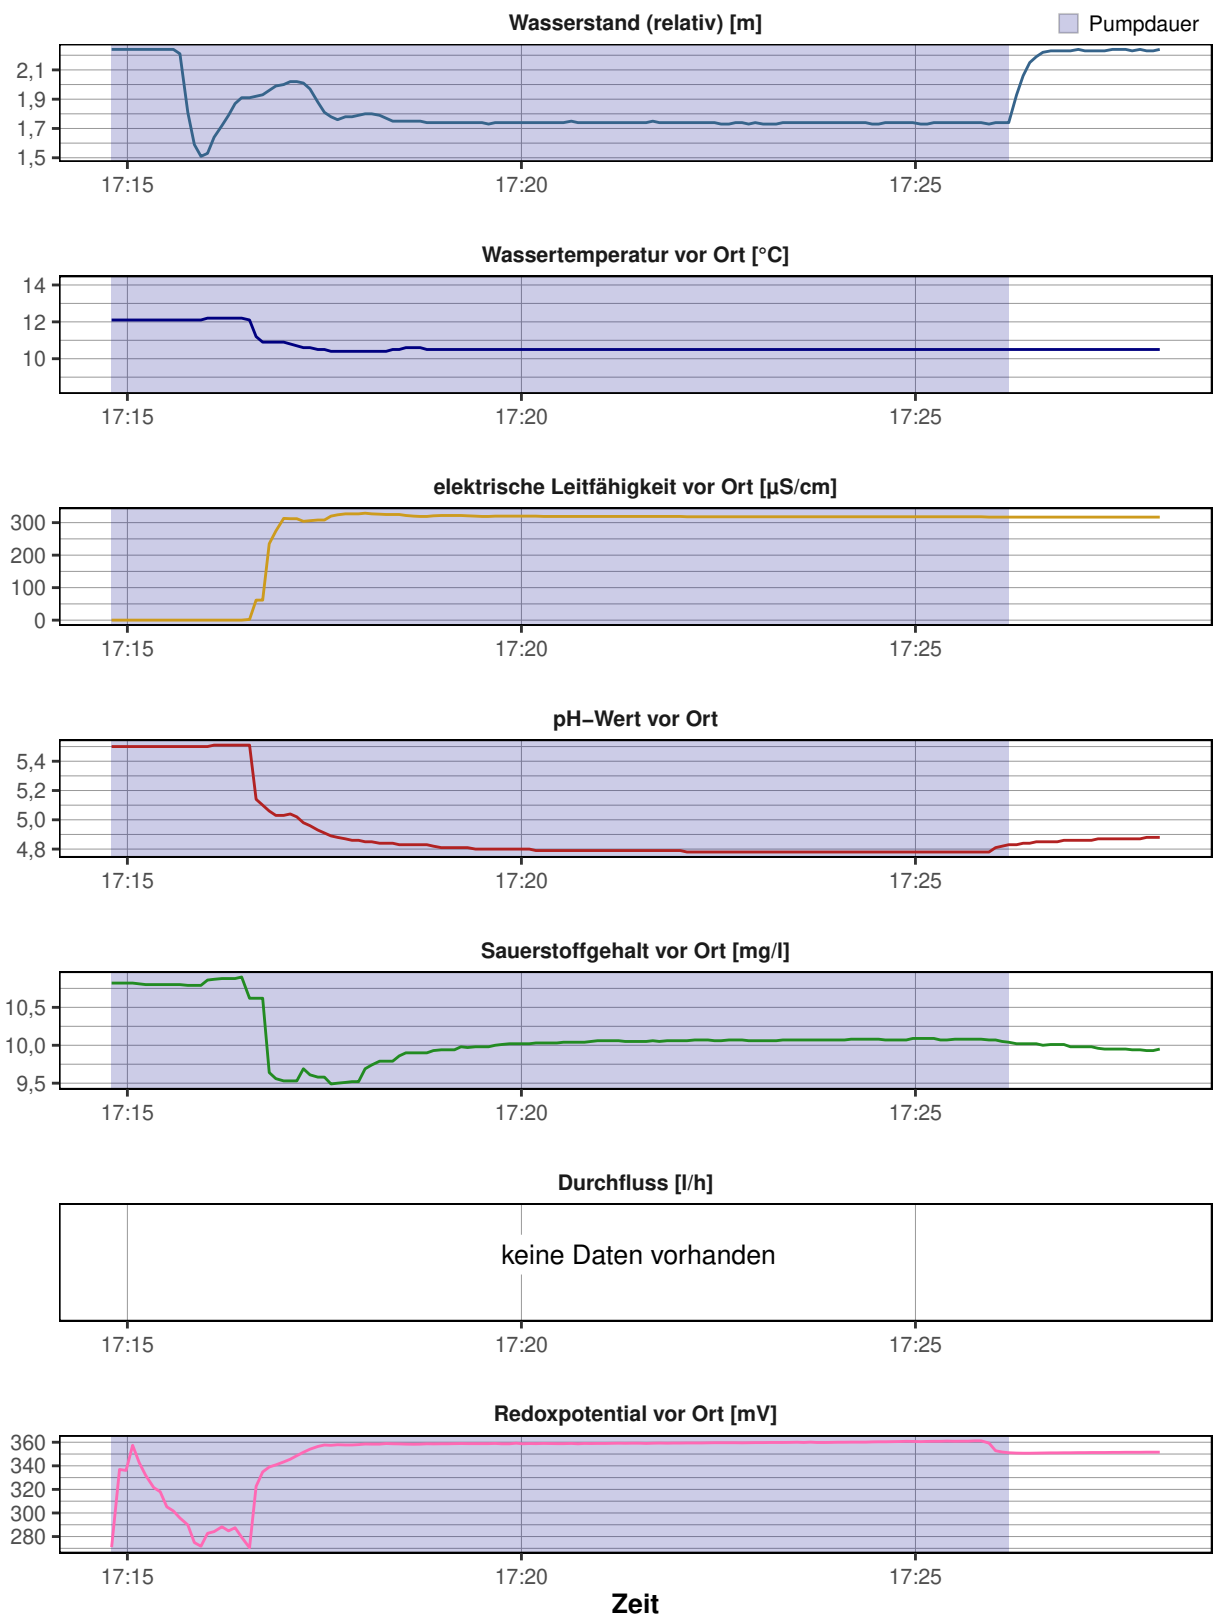 Wasserstand (relativ) [m]
Pumpdauer
2,1
1,9
1,7
1,5
17:15 17:20 17:25
Wassertemperatur vor Ort [°C]
14
12
10
17:15 17:20 17:25
elektrische Leitfähigkeit vor Ort [µS/cm]
300
200
100
0
17:15 17:20 17:25
pH−Wert vor Ort
5,4
5,2
5,0
4,8
17:15 17:20 17:25
Sauerstoffgehalt vor Ort [mg/l]
10,5
10,0
9,5
17:15 17:20 17:25
Durchfluss [l/h]
keine Daten vorhanden
17:15 17:20 17:25
Redoxpotential vor Ort [mV]
360
340
320
300
280
17:15 17:20 17:25
Zeit